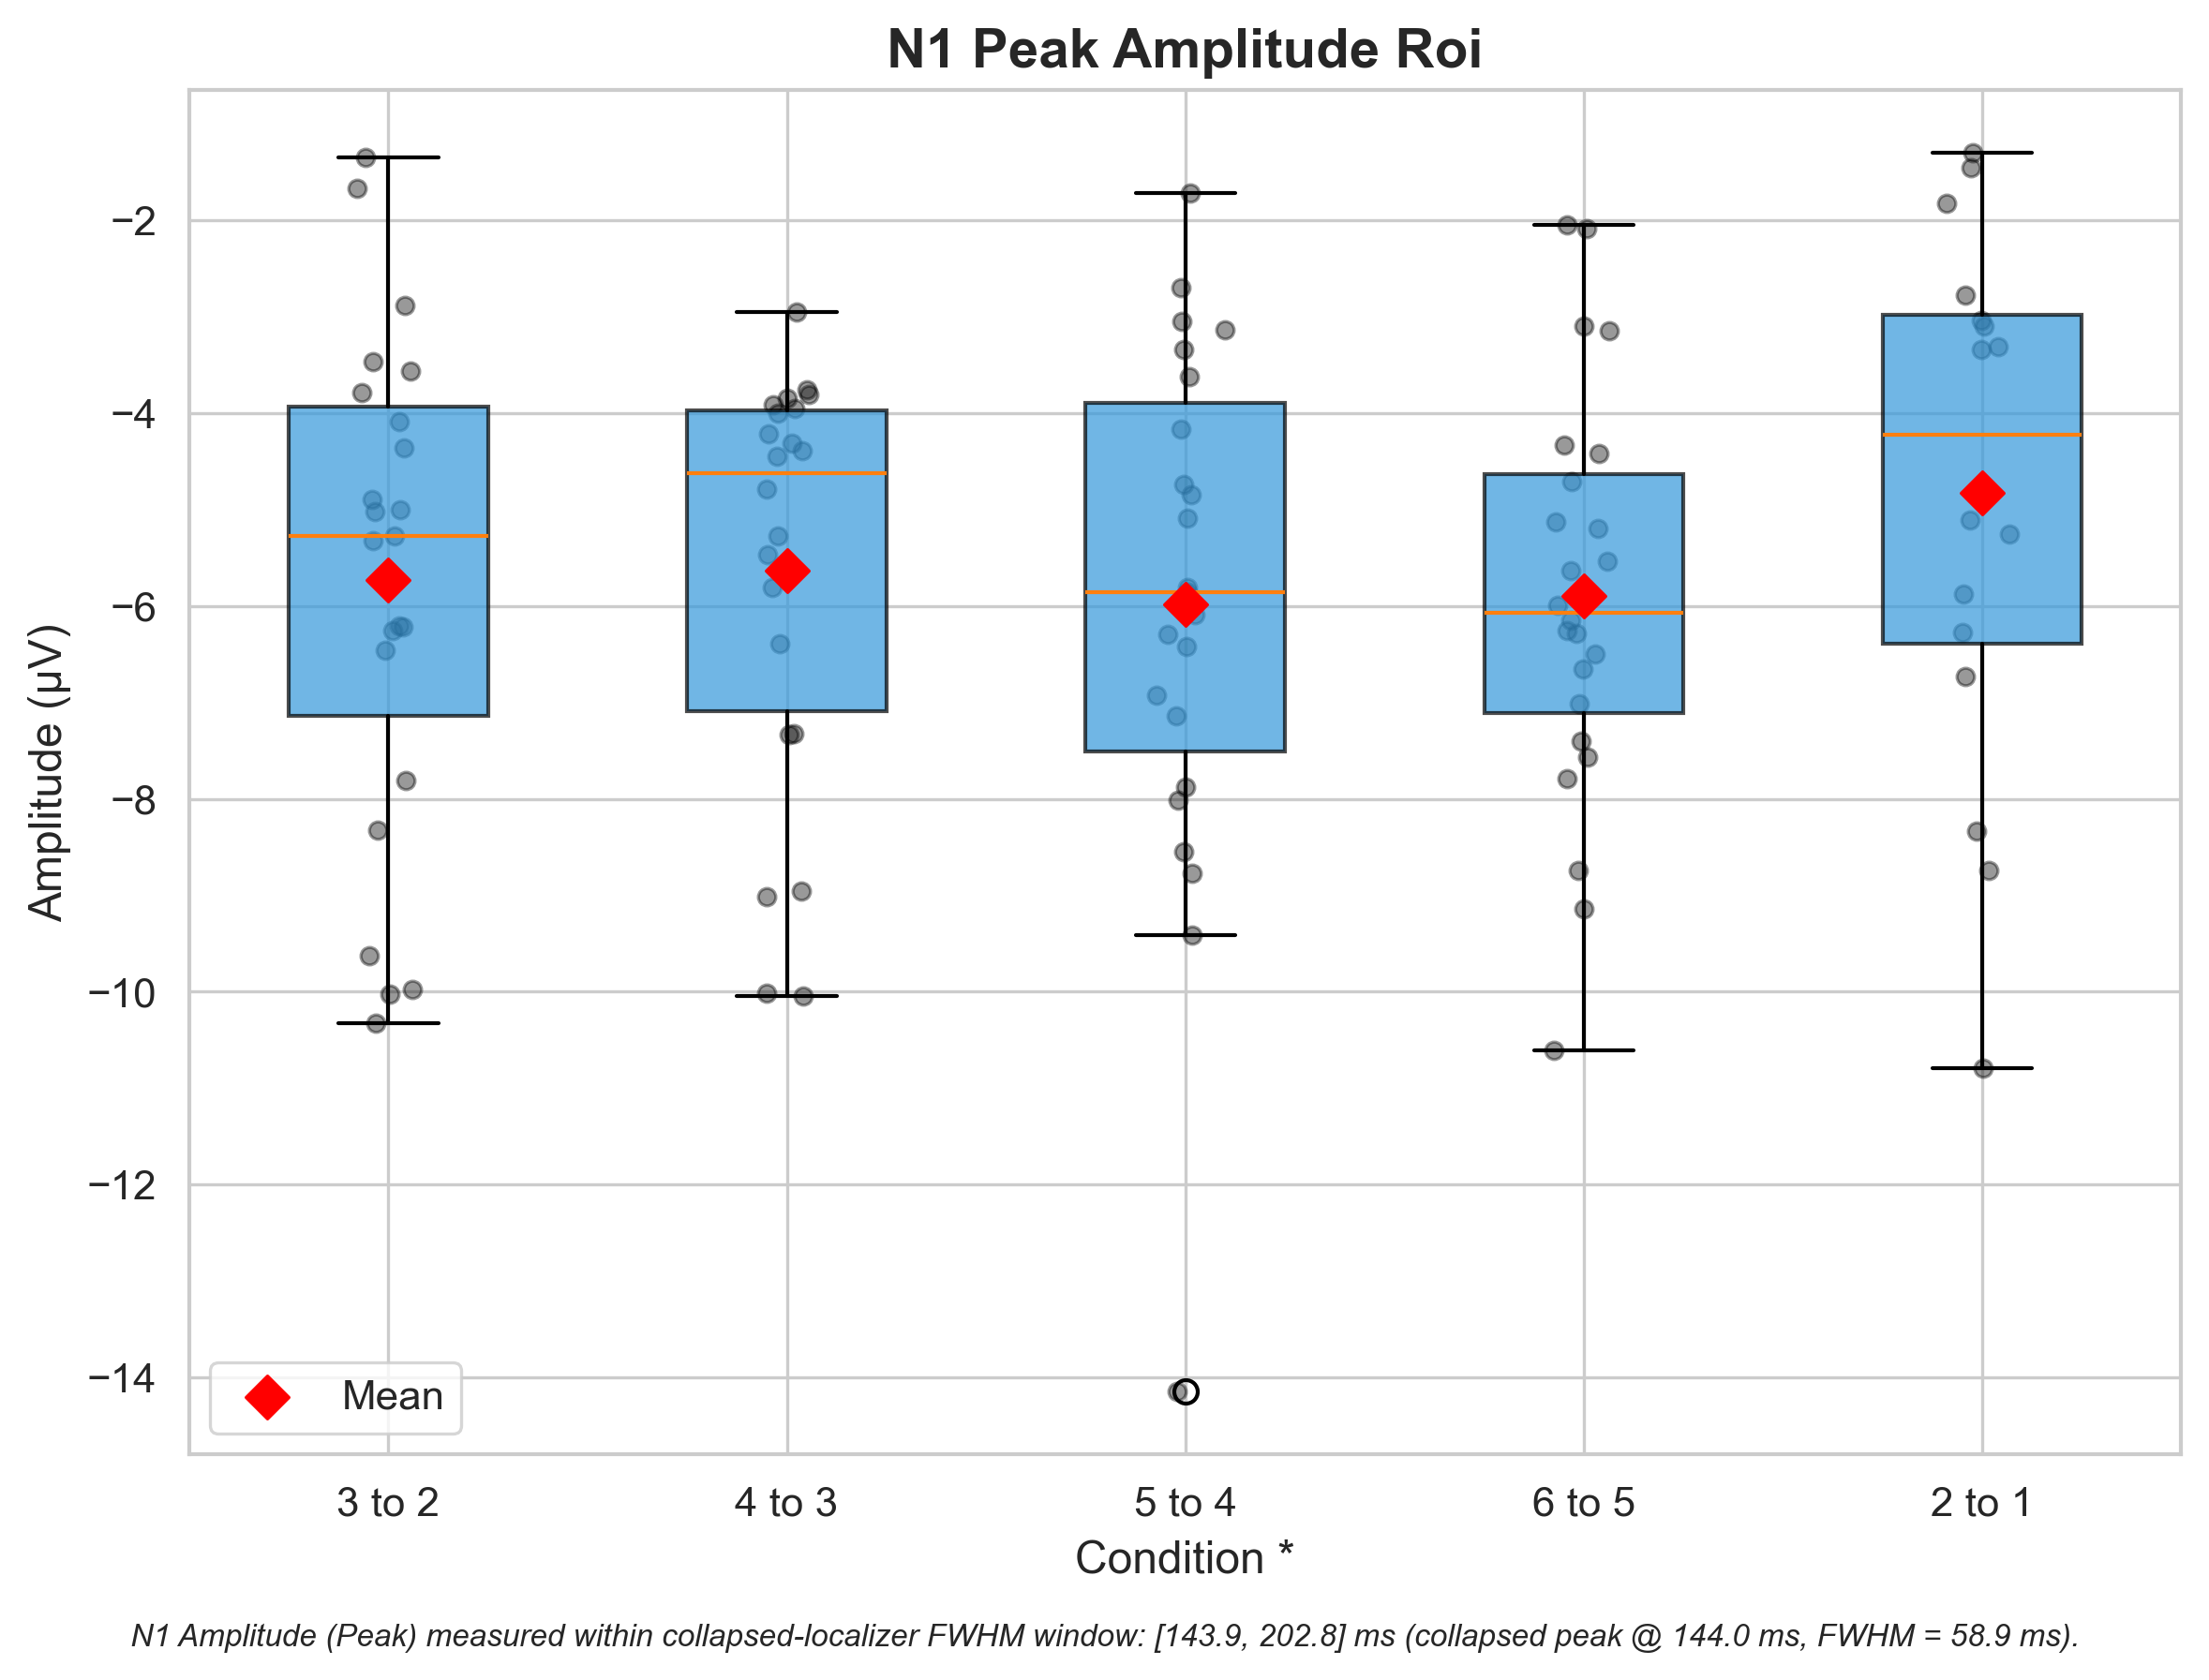 N1 Peak Amplitude Roi
Amplitude (µV)
−2
−4
−6
−8
−10
−12
−14
Mean
3 to 2
4 to 3
5 to 4
6 to 5
2 to 1
Condition *
N1 Amplitude (Peak) measured within collapsed-localizer FWHM window: [143.9, 202.8] ms (collapsed peak @ 144.0 ms, FWHM = 58.9 ms).